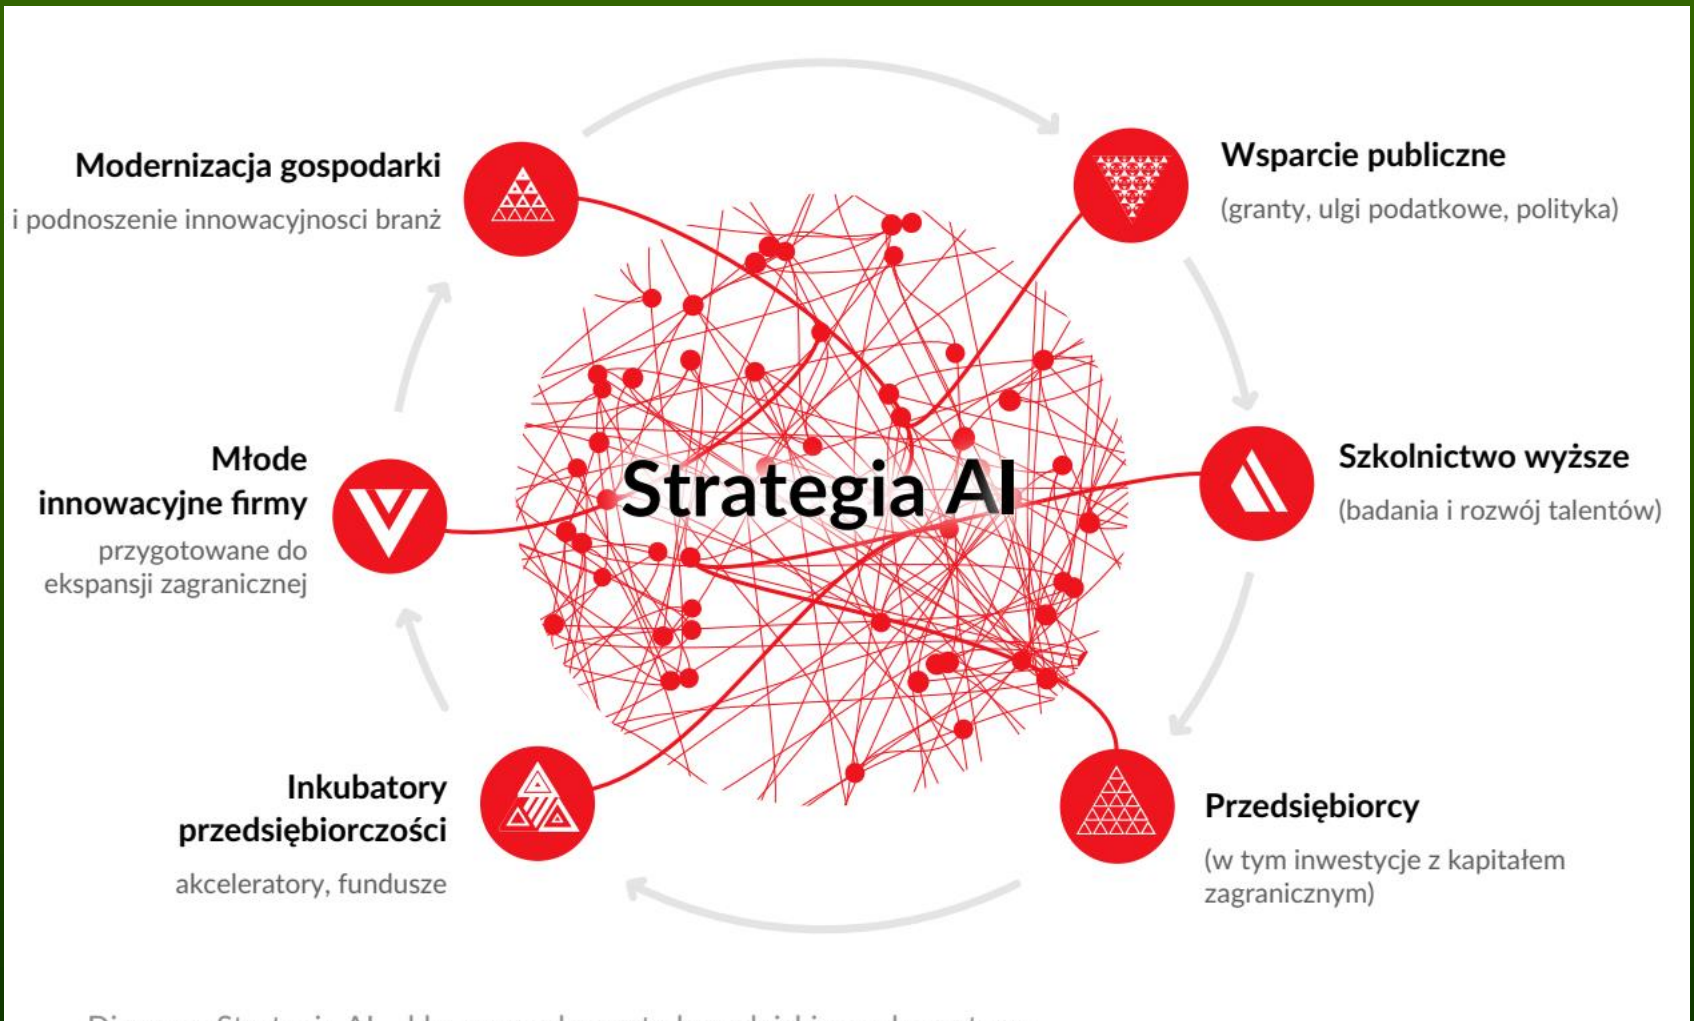 Modernizacja gospodarki
i podnoszenie innowacyjnosci branż
Wsparcie publiczne
(granty, ulgi podatkowe, polityka)
Młode
innowacyjne firmy
przygotowane do
ekspansji zagranicznej
Strategia AI
Szkolnictwo wyższe
(badania i rozwój talentów)
Inkubatory
przedsiębiorczości
akceleratory, fundusze
Przedsiębiorcy
(w tym inwestycje z kapitałem
zagranicznym)